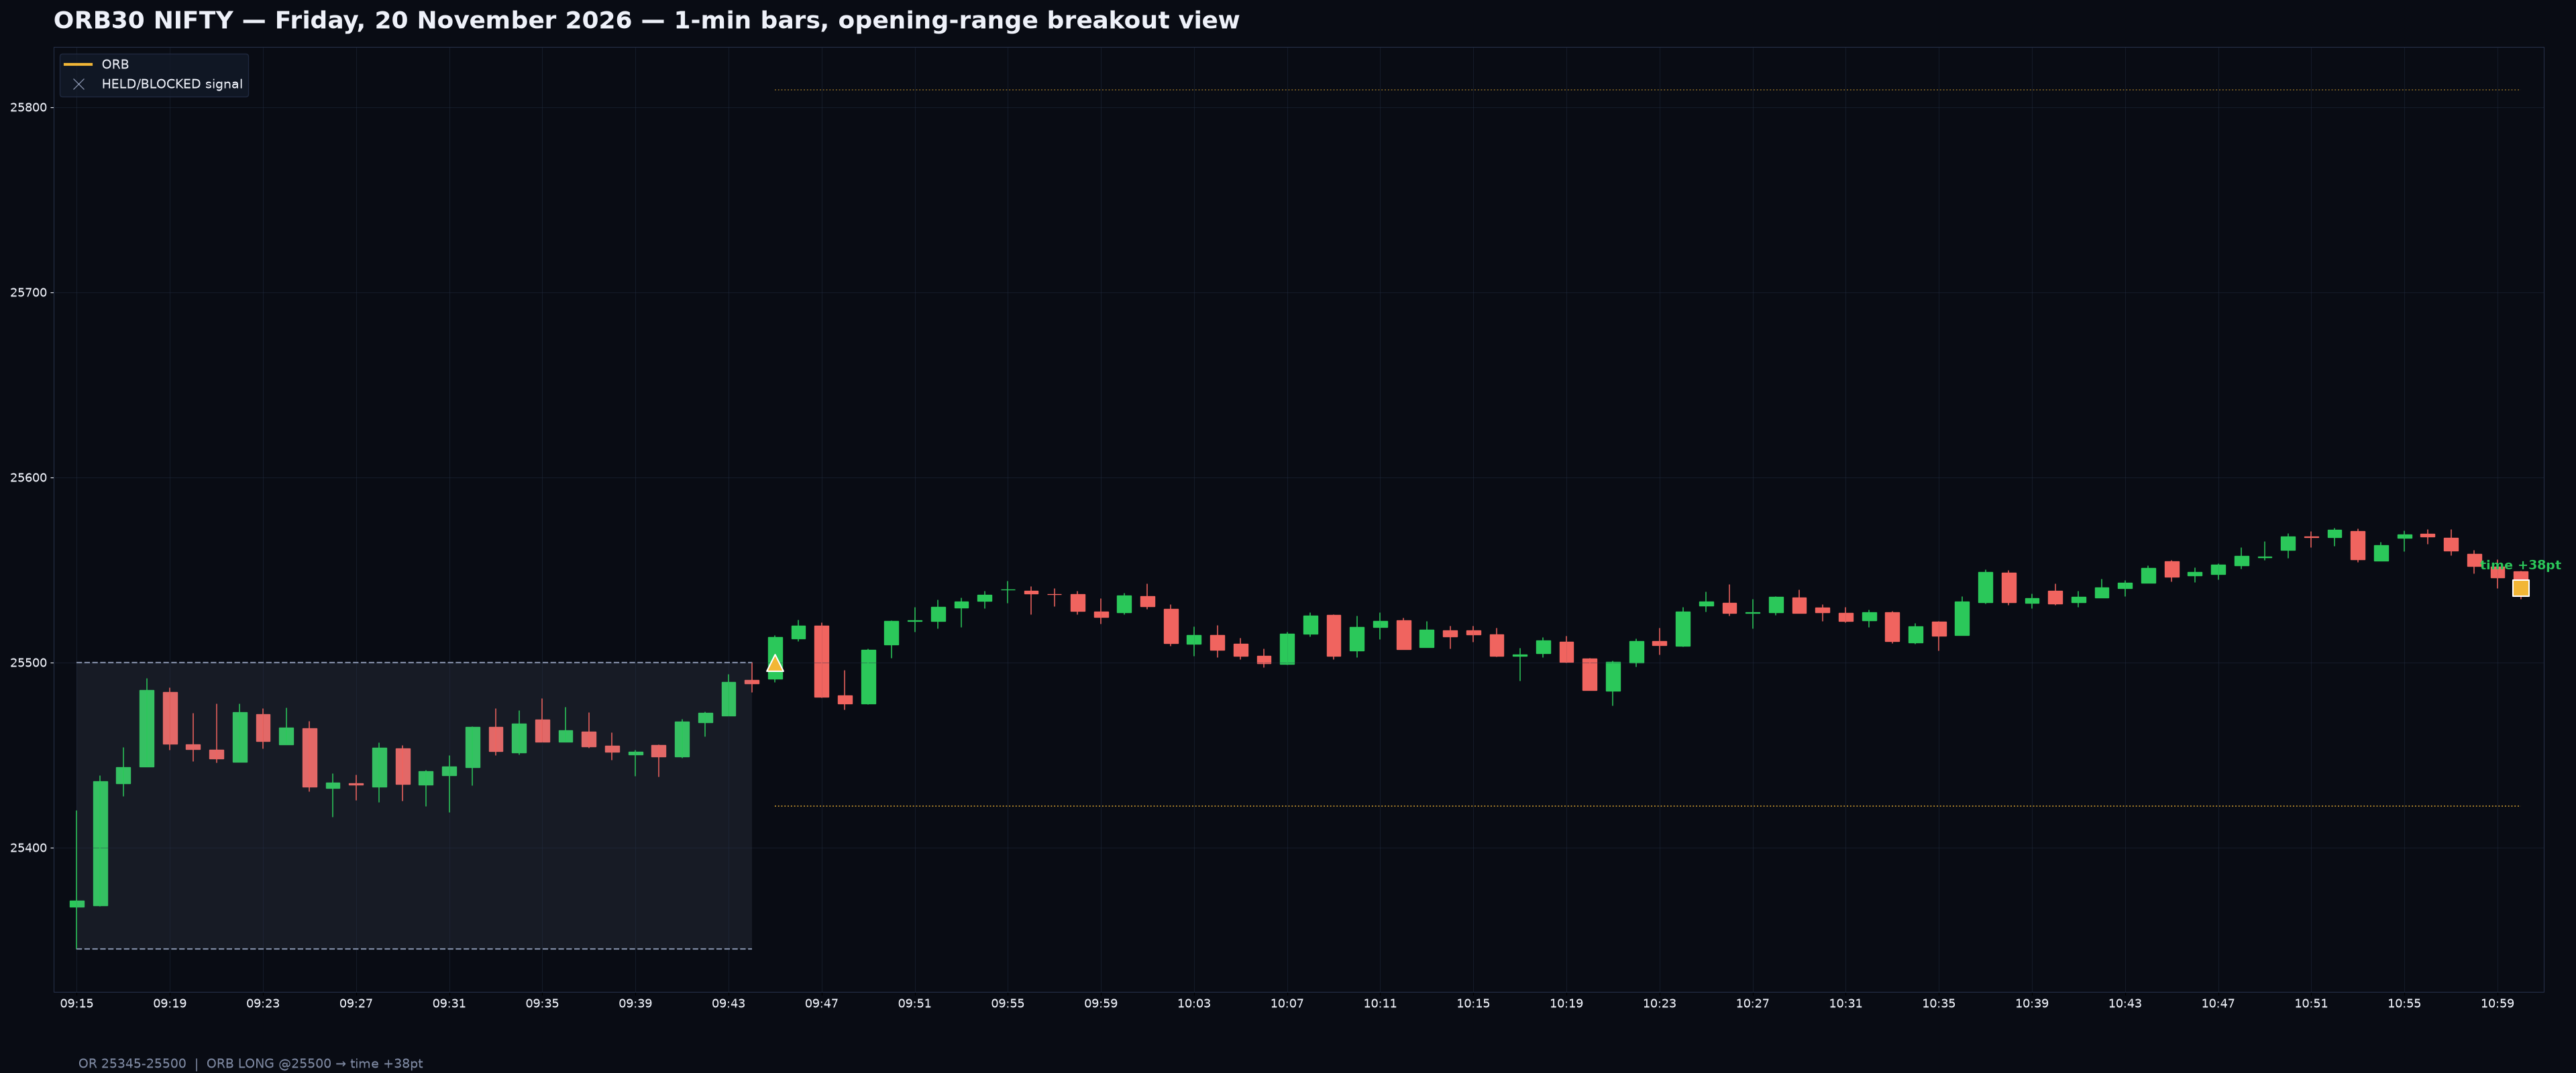 ORB30 NIFTY — Friday, 20 November 2026 — 1-min bars, opening-range breakout view
ORB
HELD/BLOCKED signal
25800
25700
25600
25500
25400
time +38pt
09:15 09:19 09:23 09:27 09:31 09:35 09:39 09:43 09:47 09:51 09:55 09:59 10:03 10:07 10:11 10:15 10:19 10:23 10:27 10:31 10:35 10:39 10:43 10:47 10:51 10:55 10:59
OR 25345-25500 | ORB LONG @25500 → time +38pt